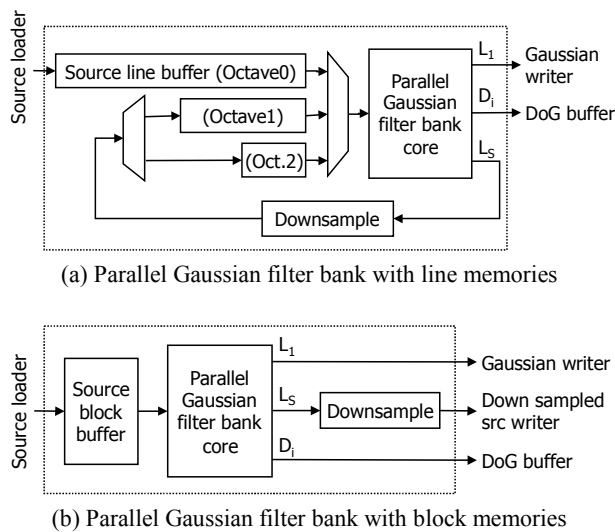 Source loader
Source line buffer (Octave0)
(Octave1)
(Oct.2)
Parallel
Gaussian
filter bank
core
Downsample
L1
Di
LS
Gaussian
writer
DoG buffer
(a) Parallel Gaussian filter bank with line memories
Source loader
Source
block
buffer
Parallel
Gaussian
filter bank
core
L1
LS
Di
Downsample
Gaussian writer
Down sampled
src writer
DoG buffer
(b) Parallel Gaussian filter bank with block memories